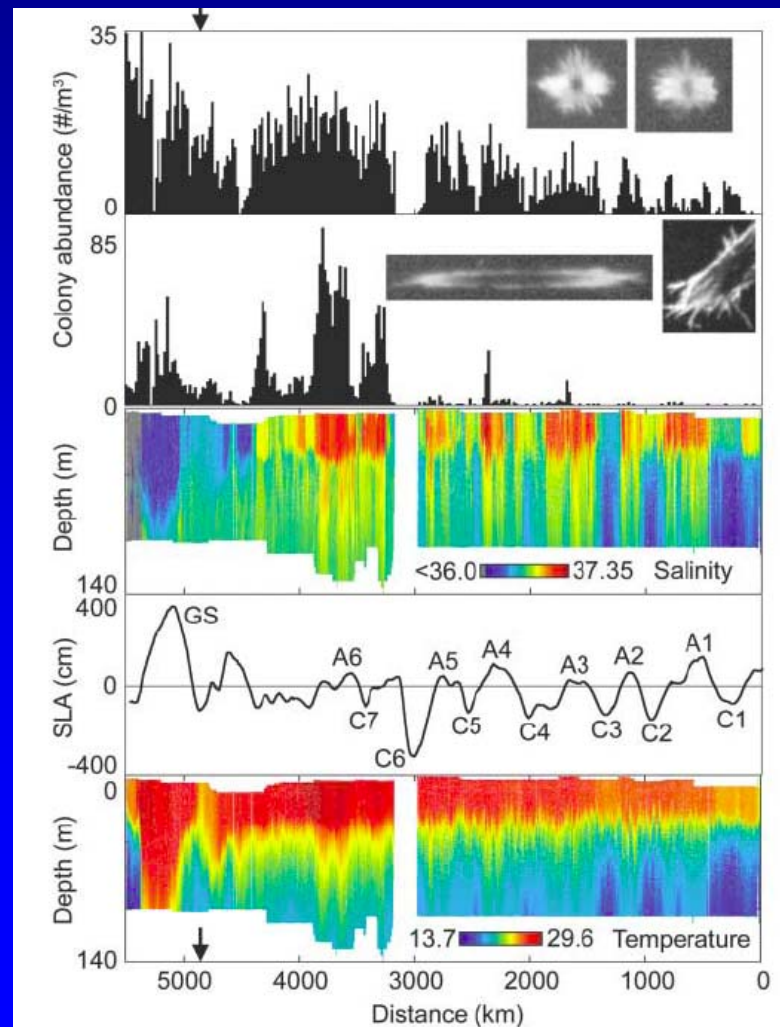 35
Colony abundance (#/m³)
0
85
0
Depth (m)
<36.0 37.35 Salinity
140
400
GS
A6 A5 A4 A3 A2 A1
SLA (cm)
0
C7 C5 C4 C3 C2 C1
C6
-400
0
Depth (m)
13.7 29.6 Temperature
140
5000 4000 3000 2000 1000 0
Distance (km)